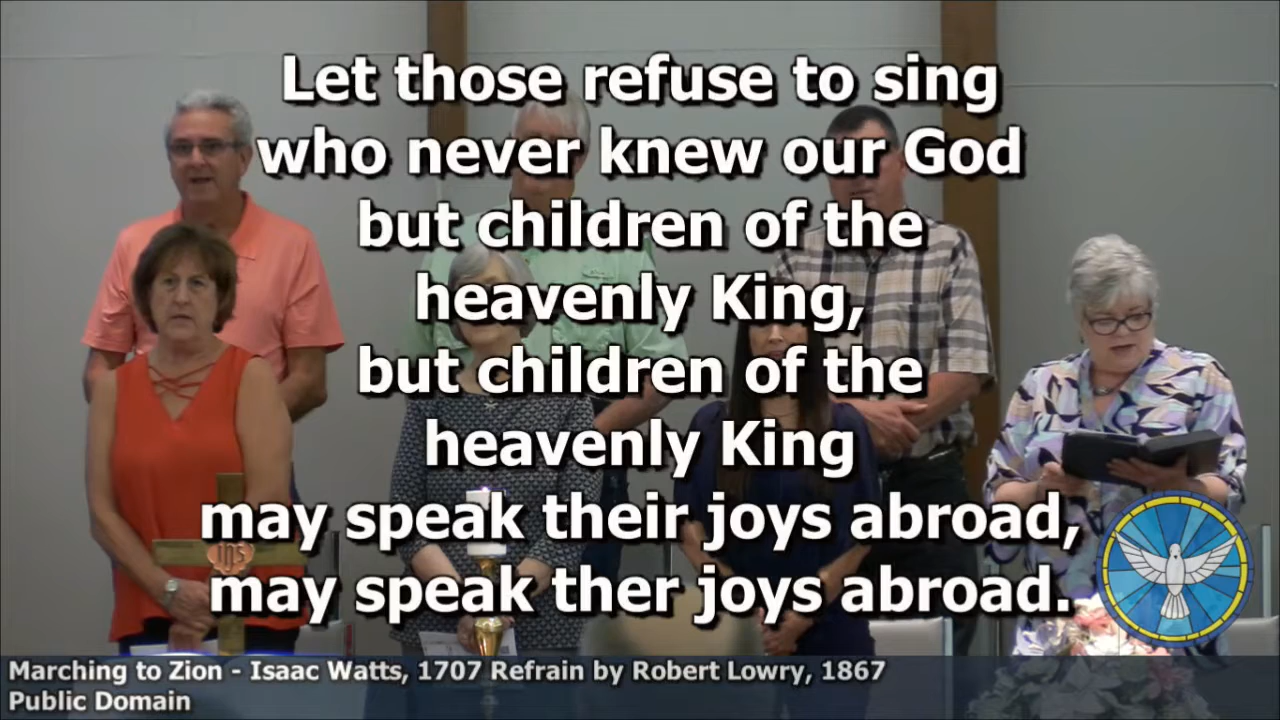 Let those refuse to sing
who never knew our God
but children of the
heavenly King,
but children of the
heavenly King
may speak their joys abroad,
may speak ther joys abroad.
IHS
Marching to Zion - Isaac Watts, 1707 Refrain by Robert Lowry, 1867
Public Domain